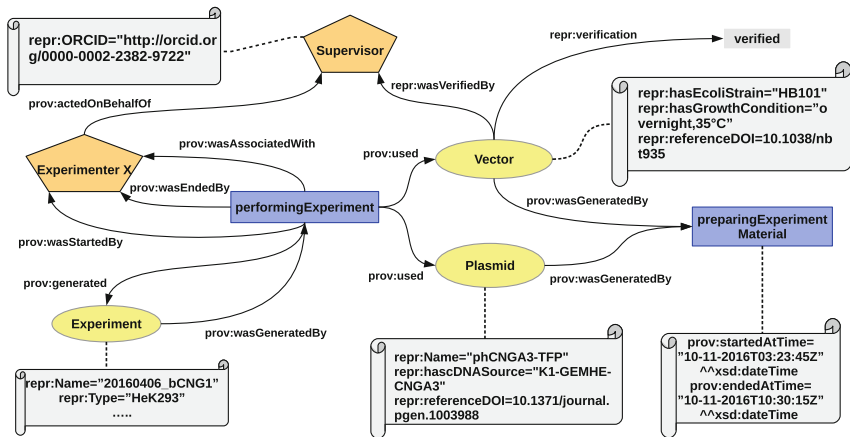 repr:ORCID="http://orcid.or
g/0000-0002-2382-9722"
Supervisor
repr:verification
verified
repr:wasVerifiedBy
prov:actedOnBehalfOf
repr:hasEcoliStrain="HB101"
repr:hasGrowthCondition="o
vernight,35°C”
repr:referenceDOI=10.1038/nb
t935
prov:wasAssociatedWith
prov:used
Vector
Experimenter X
prov:wasEndedBy
performingExperiment
prov:wasGeneratedBy
preparingExperiment
Material
prov:wasStartedBy
prov:used
Plasmid
prov:wasGeneratedBy
prov:generated
Experiment
prov:wasGeneratedBy
repr:Name=”20160406_bCNG1”
repr:Type=”HeK293”
.....
repr:Name="phCNGA3-TFP"
repr:hascDNASource="K1-GEMHE-
CNGA3"
repr:referenceDOI=10.1371/journal.
pgen.1003988
prov:startedAtTime=
”10-11-2016T03:23:45Z”
^^xsd:dateTime
prov:endedAtTime=
”10-11-2016T10:30:15Z”
^^xsd:dateTime